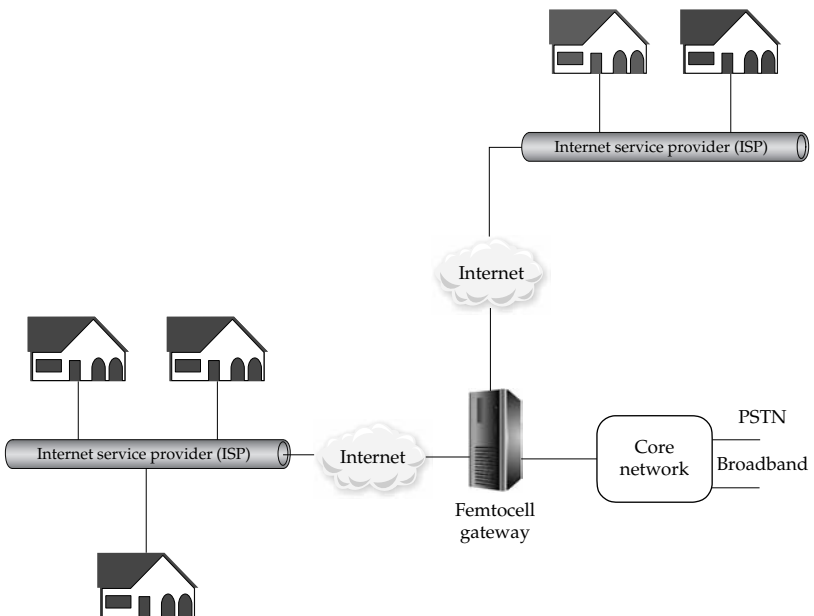 Internet service provider (ISP)
Internet
Internet service provider (ISP)
Internet
Femtocell
gateway
Core
network
PSTN
Broadband